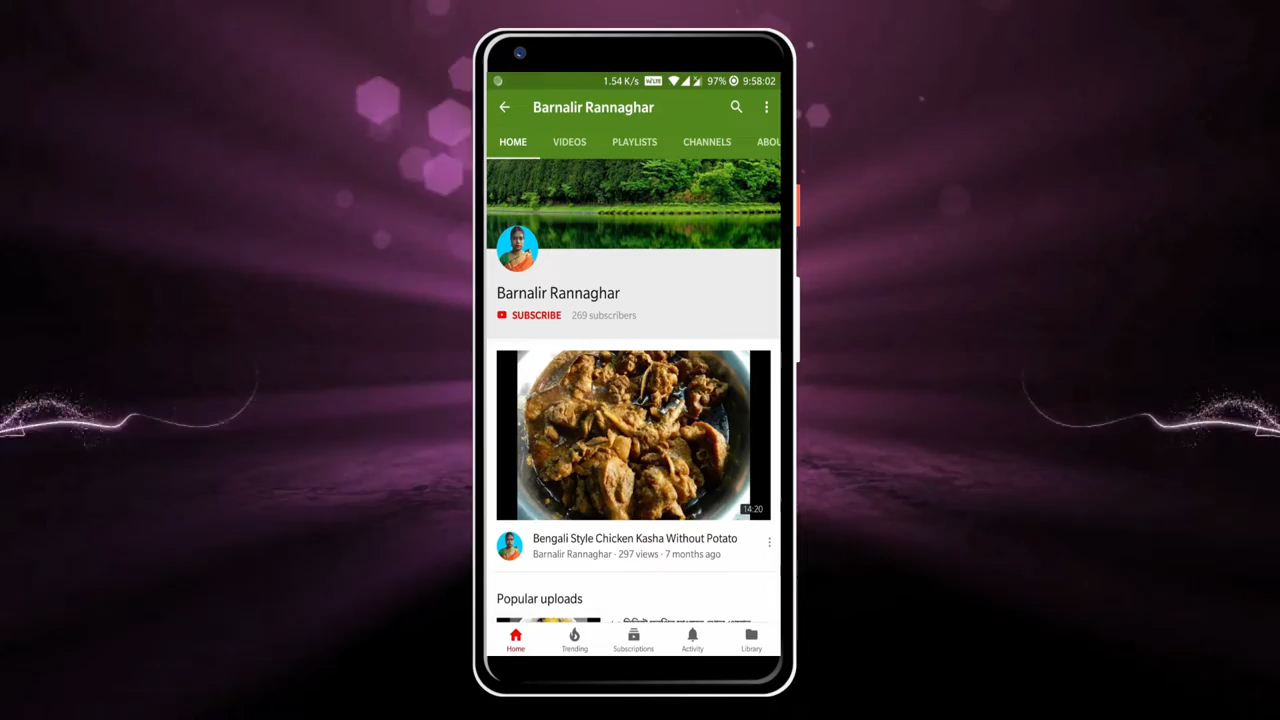 1.54 K/s VoLTE 97% 9:58:02
Barnalir Rannaghar
HOME VIDEOS PLAYLISTS CHANNELS ABOU
Barnalir Rannaghar
SUBSCRIBE 269 subscribers
14:20
Bengali Style Chicken Kasha Without Potato
Barnalir Rannaghar · 297 views · 7 months ago
Popular uploads
Home Trending Subscriptions Activity Library